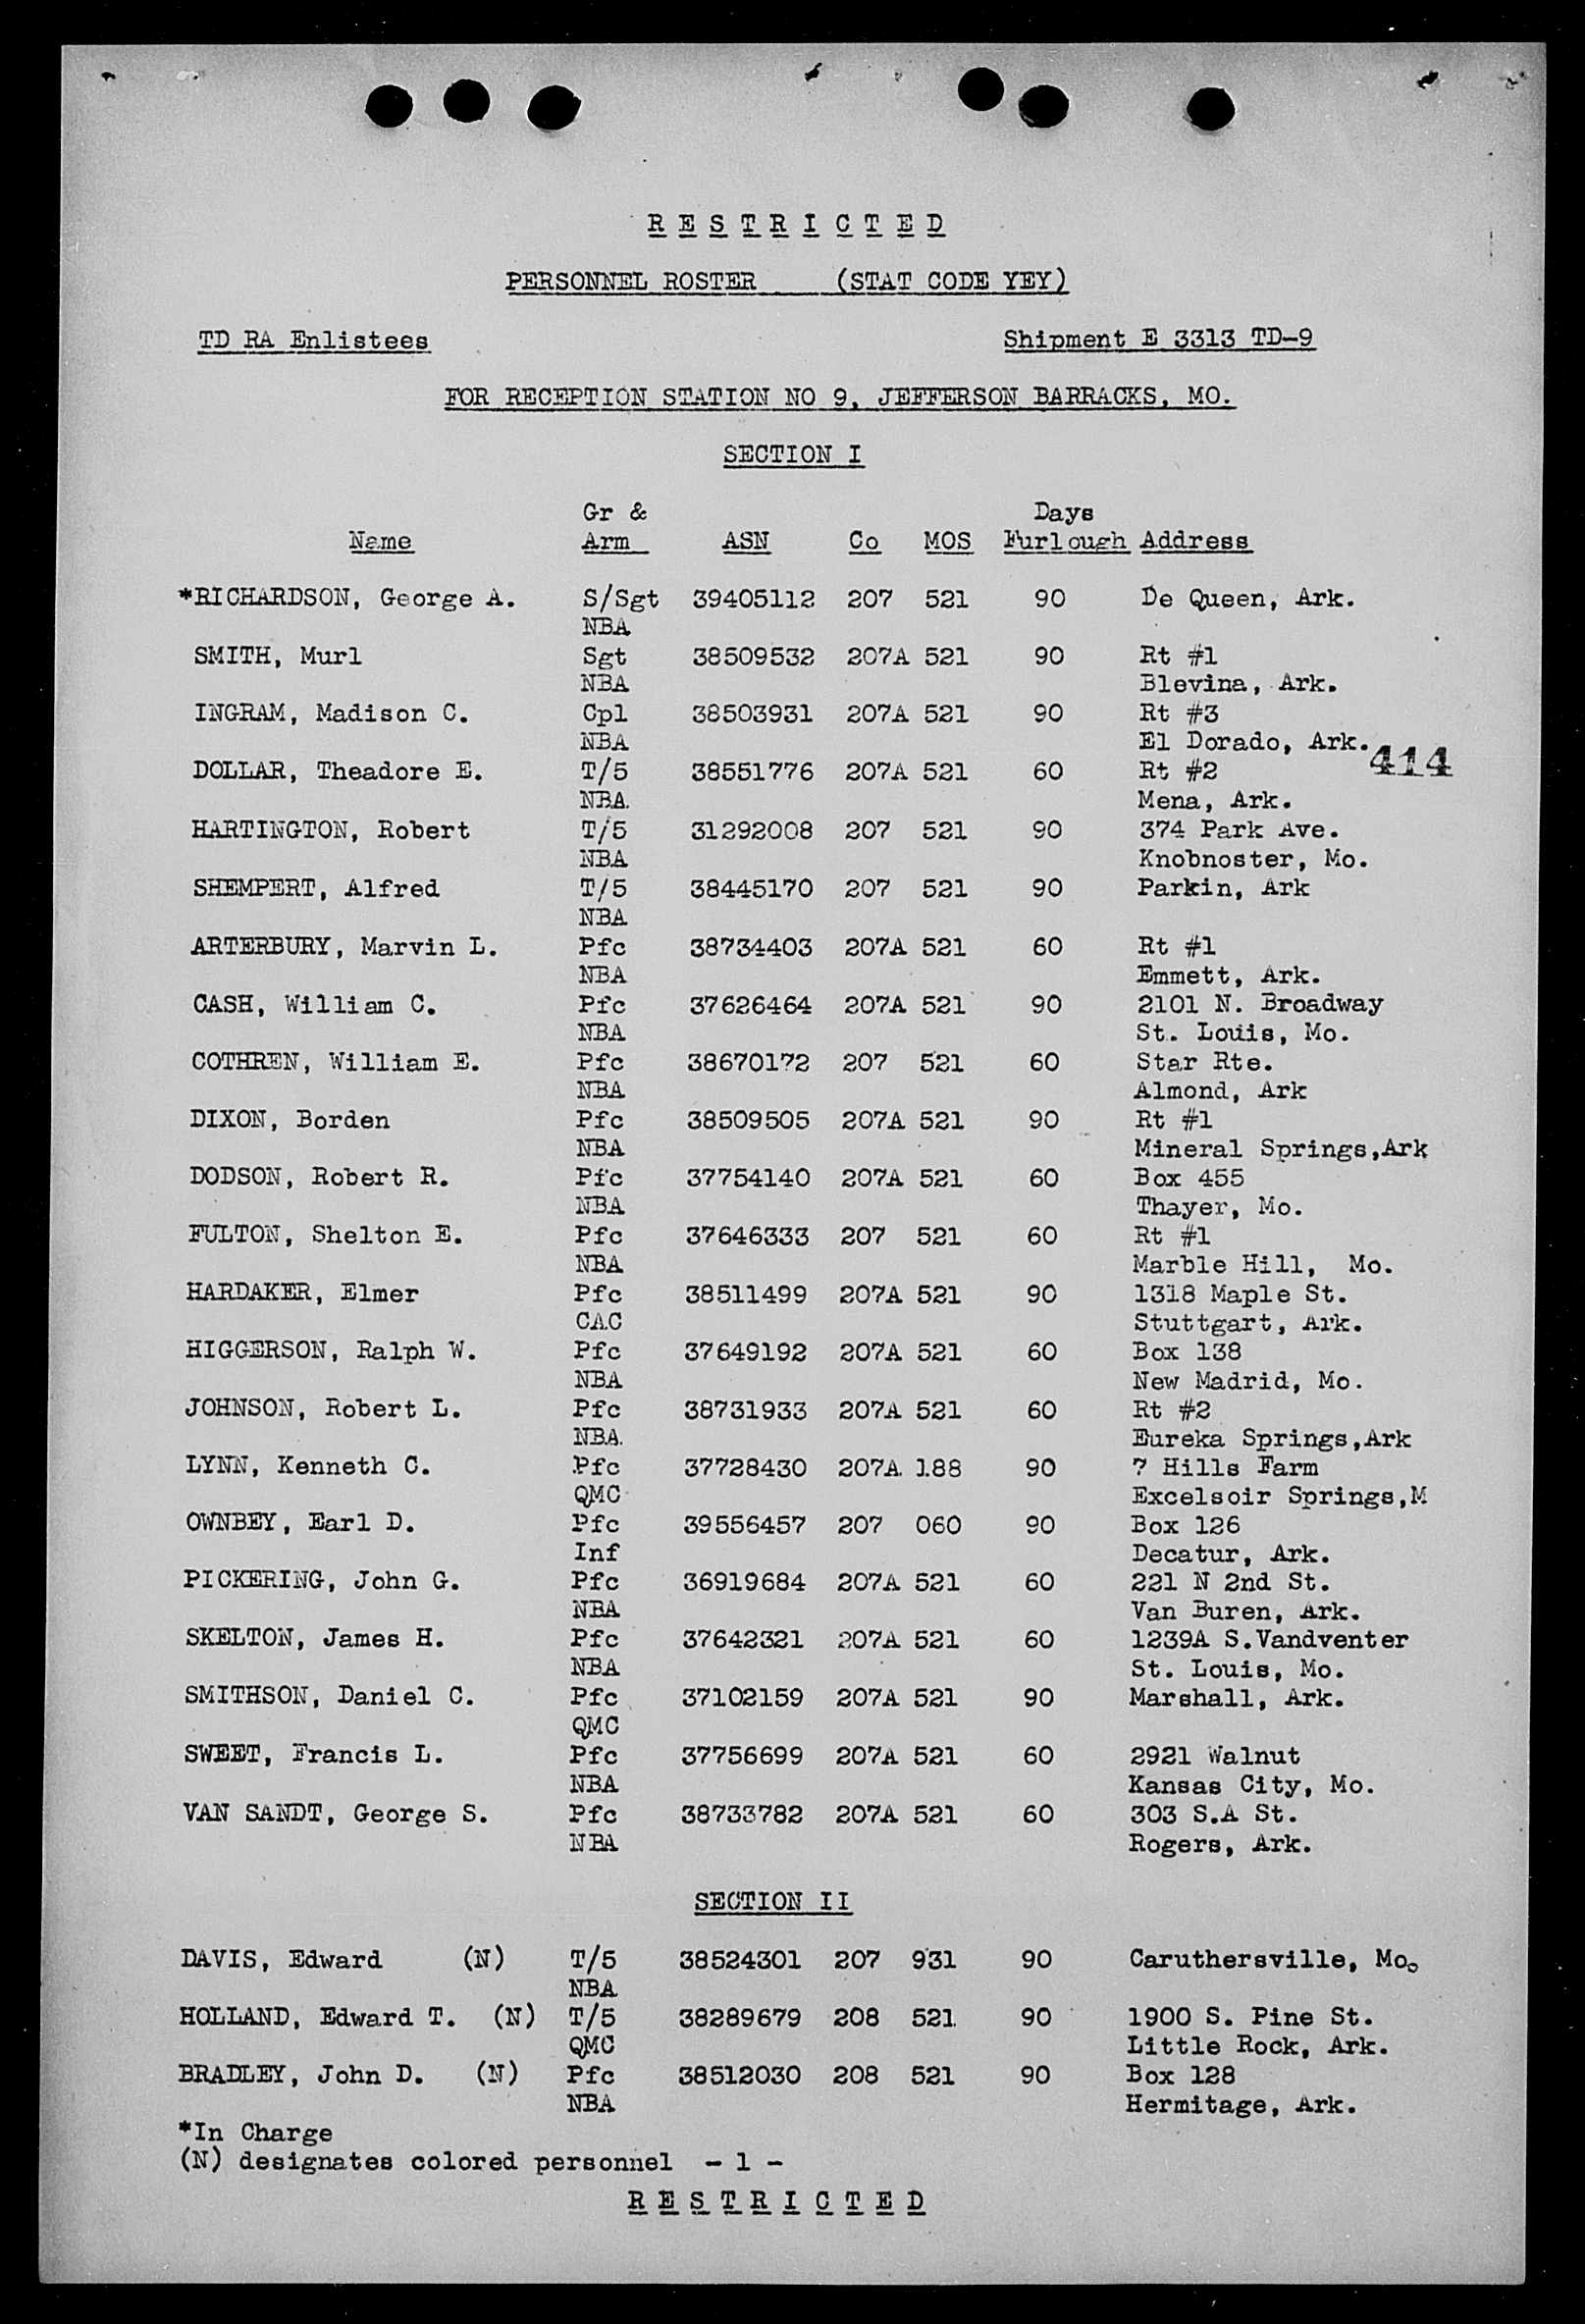 RESTRICTED
PERSONNEL ROSTER (STAT CODE YEY)
TD RA Enlistees Shipment E 3313 TD-9
FOR RECEPTION STATION NO 9, JEFFERSON BARRACKS, MO.
SECTION I
Gr & Days
Name Arm ASN Co MOS Furlough Address
*RICHARDSON, George A. S/Sgt 39405112 207 521 90 De Queen, Ark.
NBA
SMITH, Murl Sgt 38509532 207A 521 90 Rt #1
NBA Blevina, Ark.
INGRAM, Madison C. Cpl 38503931 207A 521 90 Rt #3
NBA El Dorado, Ark.
414
DOLLAR, Theadore E. T/5 38551776 207A 521 60 Rt #2
NBA Mena, Ark.
HARTINGTON, Robert T/5 31292008 207 521 90 374 Park Ave.
NBA Knobnoster, Mo.
SHEMPERT, Alfred T/5 38445170 207 521 90 Parkin, Ark
NBA
ARTERBURY, Marvin L. Pfc 38734403 207A 521 60 Rt #1
NBA Emmett, Ark.
CASH, William C. Pfc 37626464 207A 521 90 2101 N. Broadway
NBA St. Louis, Mo.
COTHREN, William E. Pfc 38670172 207 521 60 Star Rte.
NBA Almond, Ark
DIXON, Borden Pfc 38509505 207A 521 90 Rt #1
NBA Mineral Springs,Ark
DODSON, Robert R. Pfc 37754140 207A 521 60 Box 455
NBA Thayer, Mo.
FULTON, Shelton E. Pfc 37646333 207 521 60 Rt #1
NBA Marble Hill, Mo.
HARDAKER, Elmer Pfc 38511499 207A 521 90 1318 Maple St.
CAC Stuttgart, Ark.
HIGGERSON, Ralph W. Pfc 37649192 207A 521 60 Box 138
NBA New Madrid, Mo.
JOHNSON, Robert L. Pfc 38731933 207A 521 60 Rt #2
NBA Eureka Springs,Ark
LYNN, Kenneth C. Pfc 37728430 207A 188 90 7 Hills Farm
QMC Excelsoir Springs,M
OWNBEY, Earl D. Pfc 39556457 207 060 90 Box 126
Inf Decatur, Ark.
PICKERING, John G. Pfc 36919684 207A 521 60 221 N 2nd St.
NBA Van Buren, Ark.
SKELTON, James H. Pfc 37642321 207A 521 60 1239A S.Vandventer
NBA St. Louis, Mo.
SMITHSON, Daniel C. Pfc 37102159 207A 521 90 Marshall, Ark.
QMC
SWEET, Francis L. Pfc 37756699 207A 521 60 2921 Walnut
NBA Kansas City, Mo.
VAN SANDT, George S. Pfc 38733782 207A 521 60 303 S.A St.
NBA Rogers, Ark.
SECTION II
DAVIS, Edward (N) T/5 38524301 207 931 90 Caruthersville, Mo.
NBA
HOLLAND, Edward T. (N) T/5 38289679 208 521 90 1900 S. Pine St.
QMC Little Rock, Ark.
BRADLEY, John D. (N) Pfc 38512030 208 521 90 Box 128
NBA Hermitage, Ark.
*In Charge
(N) designates colored personnel - 1 -
RESTRICTED